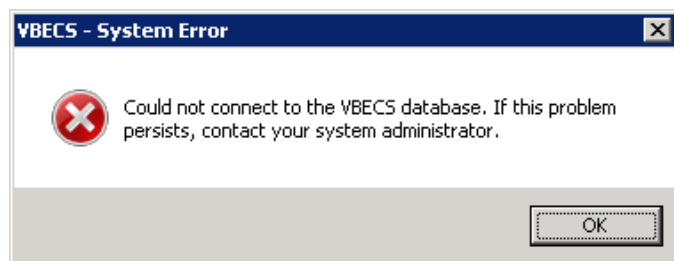 VBECS - System Error
Could not connect to the VBECS database. If this problem
persists, contact your system administrator.
OK